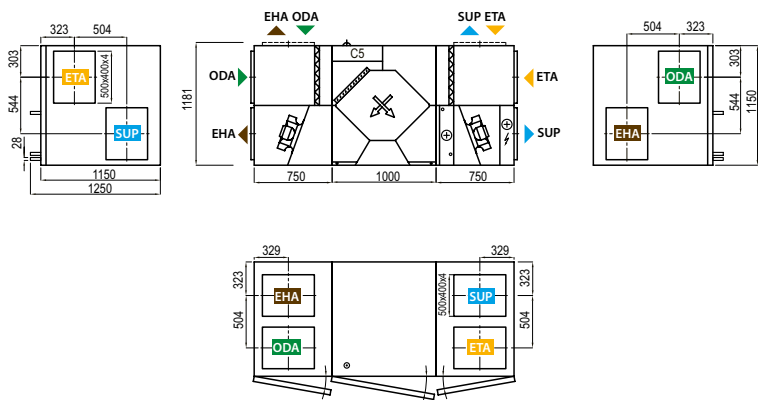 323 504
303
544
28
ETA
500x400x4
SUP
1150
1250
EHA ODA
SUP ETA
1181
C5
ODA
EHA
ETA
SUP
750 1000 750
504 323
ODA
EHA
303
544
1150
329
329
323
504
EHA
ODA
500x400x4
SUP
ETA
323
504